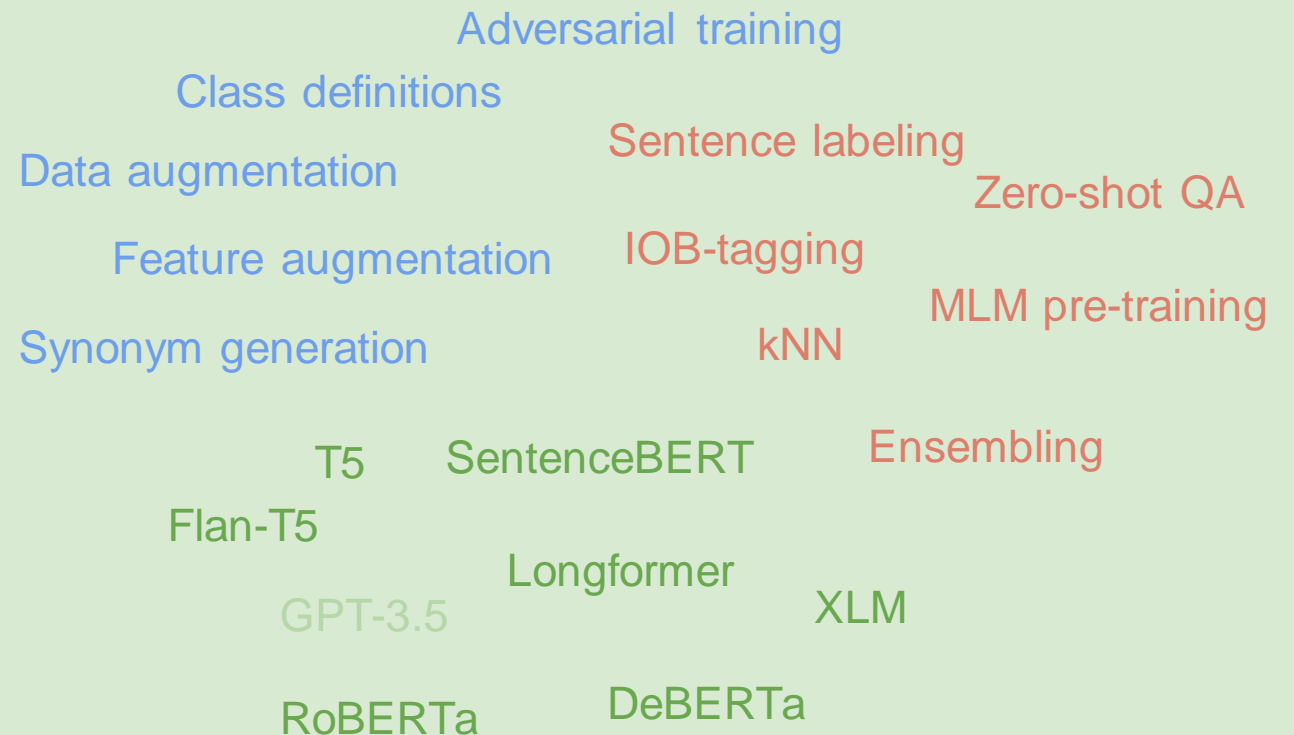 Adversarial training
Class definitions
Sentence labeling
Data augmentation
Zero-shot QA
Feature augmentation
IOB-tagging
MLM pre-training
Synonym generation
kNN
Ensembling
T5
SentenceBERT
Flan-T5
Longformer
GPT-3.5
XLM
RoBERTa
DeBERTa